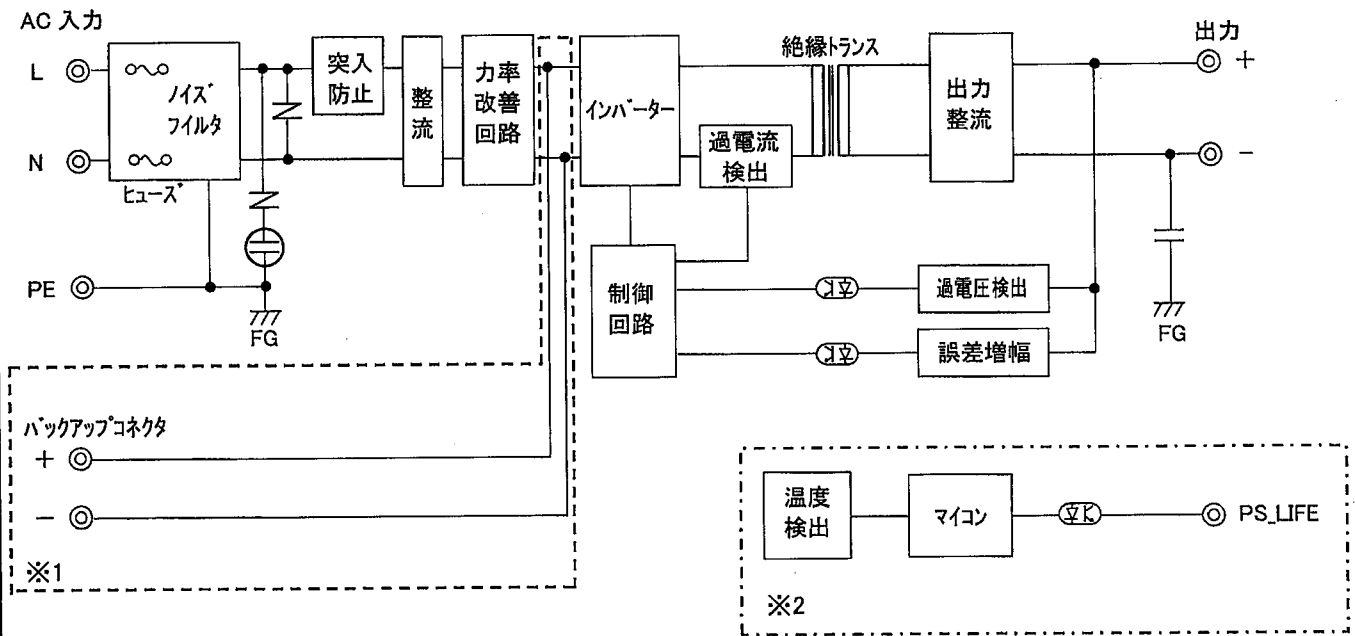 AC 入力
L
N
PE
ノイズ
フイルタ
ヒューズ
FG
突入
防止
整
流
力率
改善
回路
インバーター
過電流
検出
絶縁トランス
出力
整流
出力
+
−
制御
回路
過電圧検出
誤差増幅
FG
バックアップコネクタ
+
−
※1
温度
検出
マイコン
PS_LIFE
※2